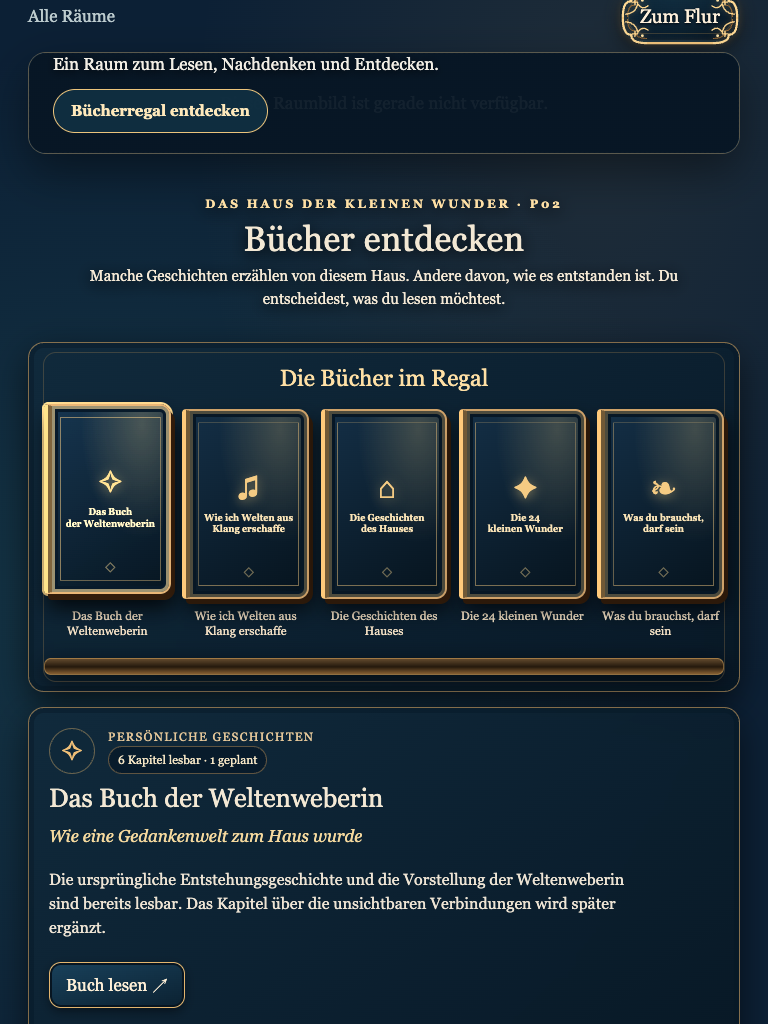 Alle Räume
Zum Flur
Ein Raum zum Lesen, Nachdenken und Entdecken.
Bücherregal entdecken
Raumbild ist gerade nicht verfügbar.
DAS HAUS DER KLEINEN WUNDER · P02
Bücher entdecken
Manche Geschichten erzählen von diesem Haus. Andere davon, wie es entstanden ist. Du
entscheidest, was du lesen möchtest.
Die Bücher im Regal
Das Buch
der Weltenweberin
Wie ich Welten aus
Klang erschaffe
Die Geschichten
des Hauses
Die 24
kleinen Wunder
Was du brauchst,
darf sein
Das Buch der
Weltenweberin
Wie ich Welten aus
Klang erschaffe
Die Geschichten des
Hauses
Die 24 kleinen Wunder
Was du brauchst, darf
sein
PERSÖNLICHE GESCHICHTEN
6 Kapitel lesbar · 1 geplant
Das Buch der Weltenweberin
Wie eine Gedankenwelt zum Haus wurde
Die ursprüngliche Entstehungsgeschichte und die Vorstellung der Weltenweberin
sind bereits lesbar. Das Kapitel über die unsichtbaren Verbindungen wird später
ergänzt.
Buch lesen ↗